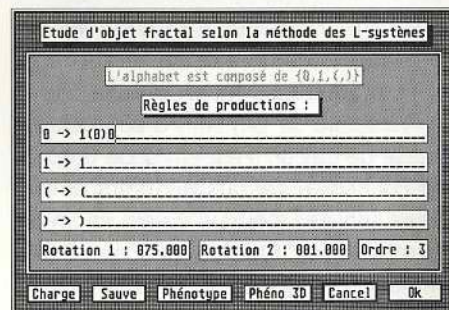 Etude d'objet fractal selon la méthode des L-systèmes
L'alphabet est composé de {0,1,(,)}
Règles de productions :
0 -> 1(0)0
1 -> 1
( -> (
) -> )
Rotation 1 : 075.000 Rotation 2 : 001.000 Ordre : 3
Charge Sauve Phénotype Phéno 3D Cancel Ok